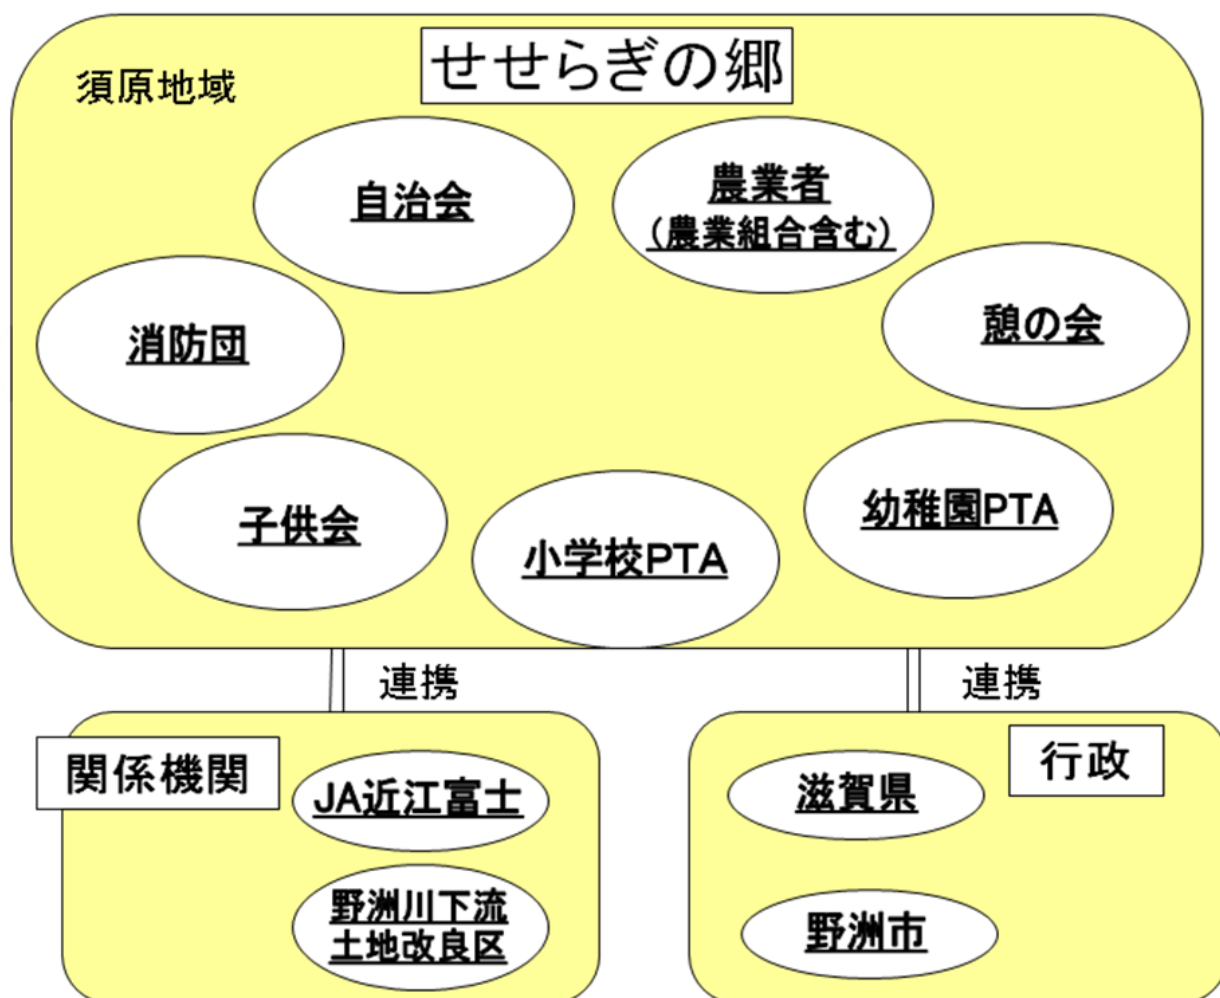 せせらぎの郷
須原地域
自治会
農業者
（農業組合含む）
消防団
憩の会
子供会
小学校PTA
幼稚園PTA
連携
連携
関係機関
JA近江富士
野洲川下流
土地改良区
行政
滋賀県
野洲市